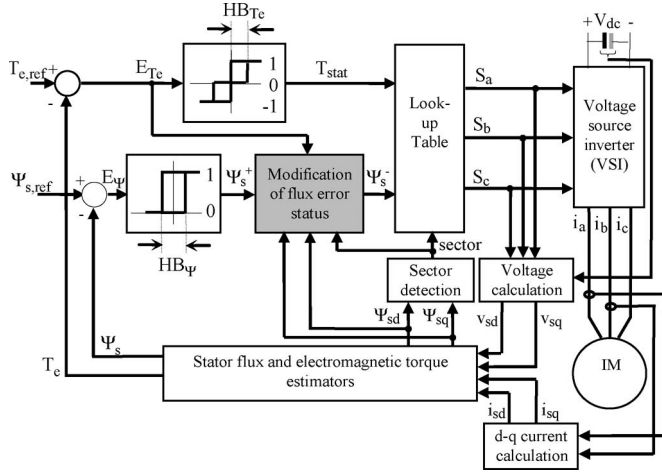 HB_Te
+ V_dc -
T_e,ref
+
-
E_Te
1
0
-1
T_stat
Look-
up
Table
S_a
S_b
S_c
Voltage
source
inverter
(VSI)
Ψ_s,ref
+
-
E_Ψ
1
0
HB_Ψ
Ψ_s^+
Modification
of flux error
status
Ψ_s^-
sector
i_a i_b i_c
Sector
detection
Voltage
calculation
Ψ_sd Ψ_sq
v_sd v_sq
Ψ_s
T_e
Stator flux and electromagnetic torque
estimators
IM
i_sd i_sq
d-q current
calculation